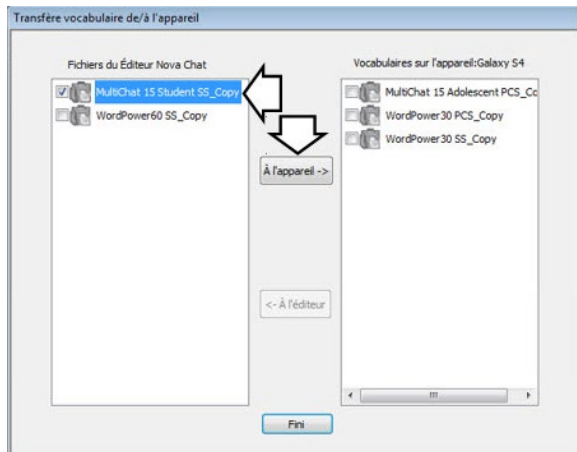 Transfère vocabulaire de/à l'appareil
Fichiers du Éditeur Nova Chat
MultiChat 15 Student SS_Copy
WordPower60 SS_Copy
À l'appareil ->
<- À l'éditeur
Vocabulaires sur l'appareil:Galaxy S4
MultiChat 15 Adolescent PCS_Co
WordPower30 PCS_Copy
WordPower30 SS_Copy
Fini